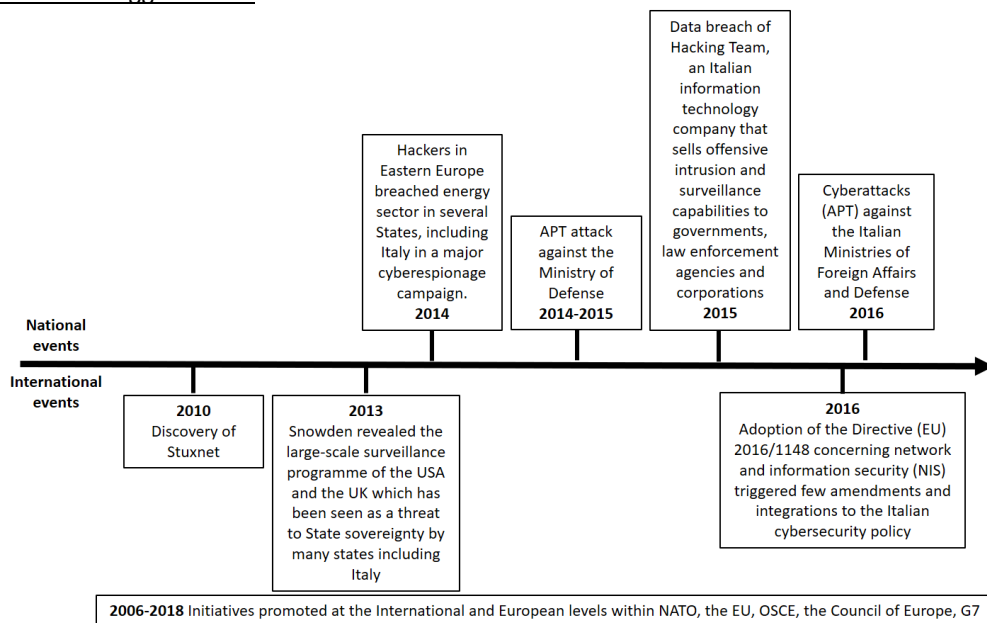 Hackers in
Eastern Europe
breached energy
sector in several
States, including
Italy in a major
cyberespionage
campaign.
2014
APT attack
against the
Ministry of
Defense
2014-2015
Data breach of
Hacking Team,
an Italian
information
technology
company that
sells offensive
intrusion and
surveillance
capabilities to
governments,
law enforcement
agencies and
corporations
2015
Cyberattacks
(APT) against
the Italian
Ministries of
Foreign Affairs
and Defense
2016
National
events
International
events
2010
Discovery of
Stuxnet
2013
Snowden revealed the
large-scale surveillance
programme of the USA
and the UK which has
been seen as a threat
to State sovereignty by
many states including
Italy
2016
Adoption of the Directive (EU)
2016/1148 concerning network
and information security (NIS)
triggered few amendments and
integrations to the Italian
cybersecurity policy
2006-2018 Initiatives promoted at the International and European levels within NATO, the EU, OSCE, the Council of Europe, G7